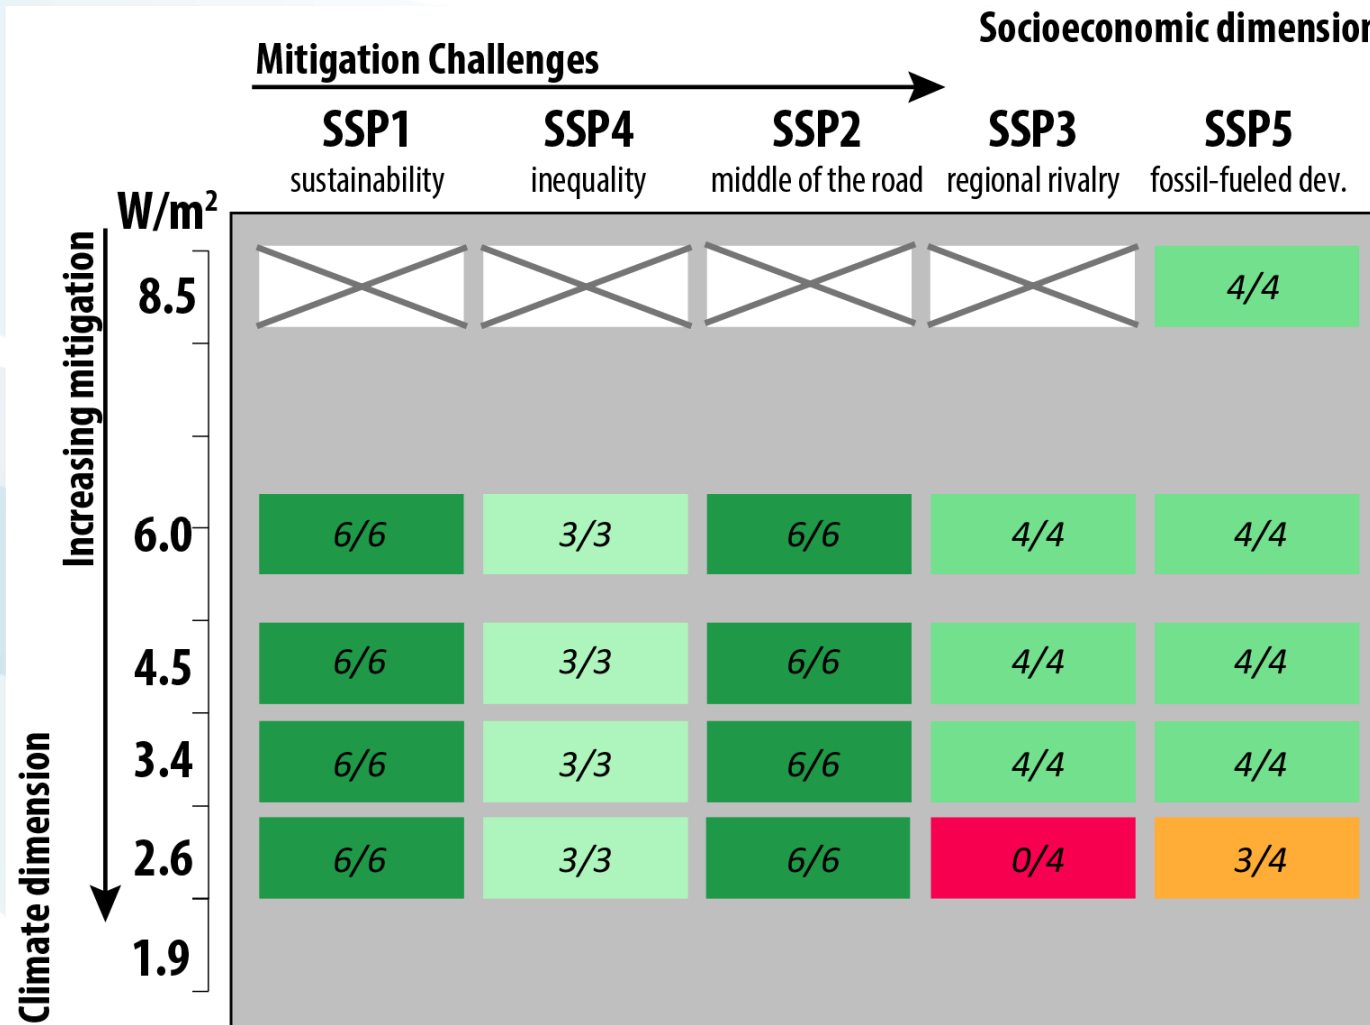 Socioeconomic dimension
Mitigation Challenges
SSP1 SSP4 SSP2 SSP3 SSP5
sustainability inequality middle of the road regional rivalry fossil-fueled dev.
W/m²
Increasing mitigation
8.5 4/4
6.0 6/6 3/3 6/6 4/4 4/4
4.5 6/6 3/3 6/6 4/4 4/4
3.4 6/6 3/3 6/6 4/4 4/4
2.6 6/6 3/3 6/6 0/4 3/4
1.9
Climate dimension